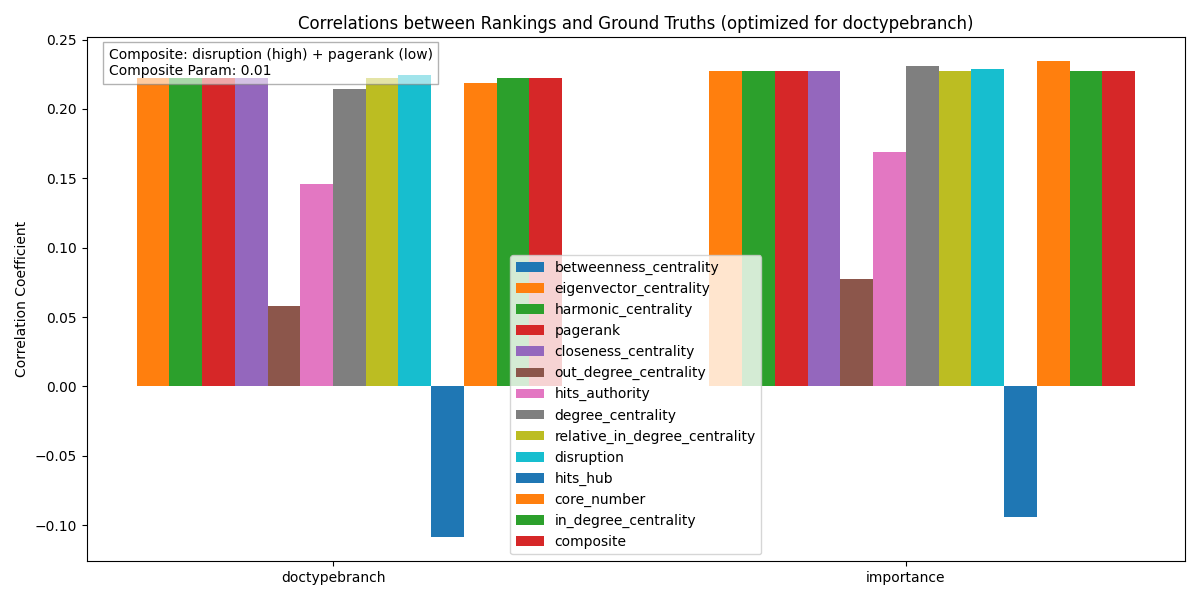 Correlations between Rankings and Ground Truths (optimized for doctypebranch)
Composite: disruption (high) + pagerank (low)
Composite Param: 0.01
Correlation Coefficient
0.25
0.20
0.15
0.10
0.05
0.00
−0.05
−0.10
betweenness_centrality
eigenvector_centrality
harmonic_centrality
pagerank
closeness_centrality
out_degree_centrality
hits_authority
degree_centrality
relative_in_degree_centrality
disruption
hits_hub
core_number
in_degree_centrality
composite
doctypebranch
importance